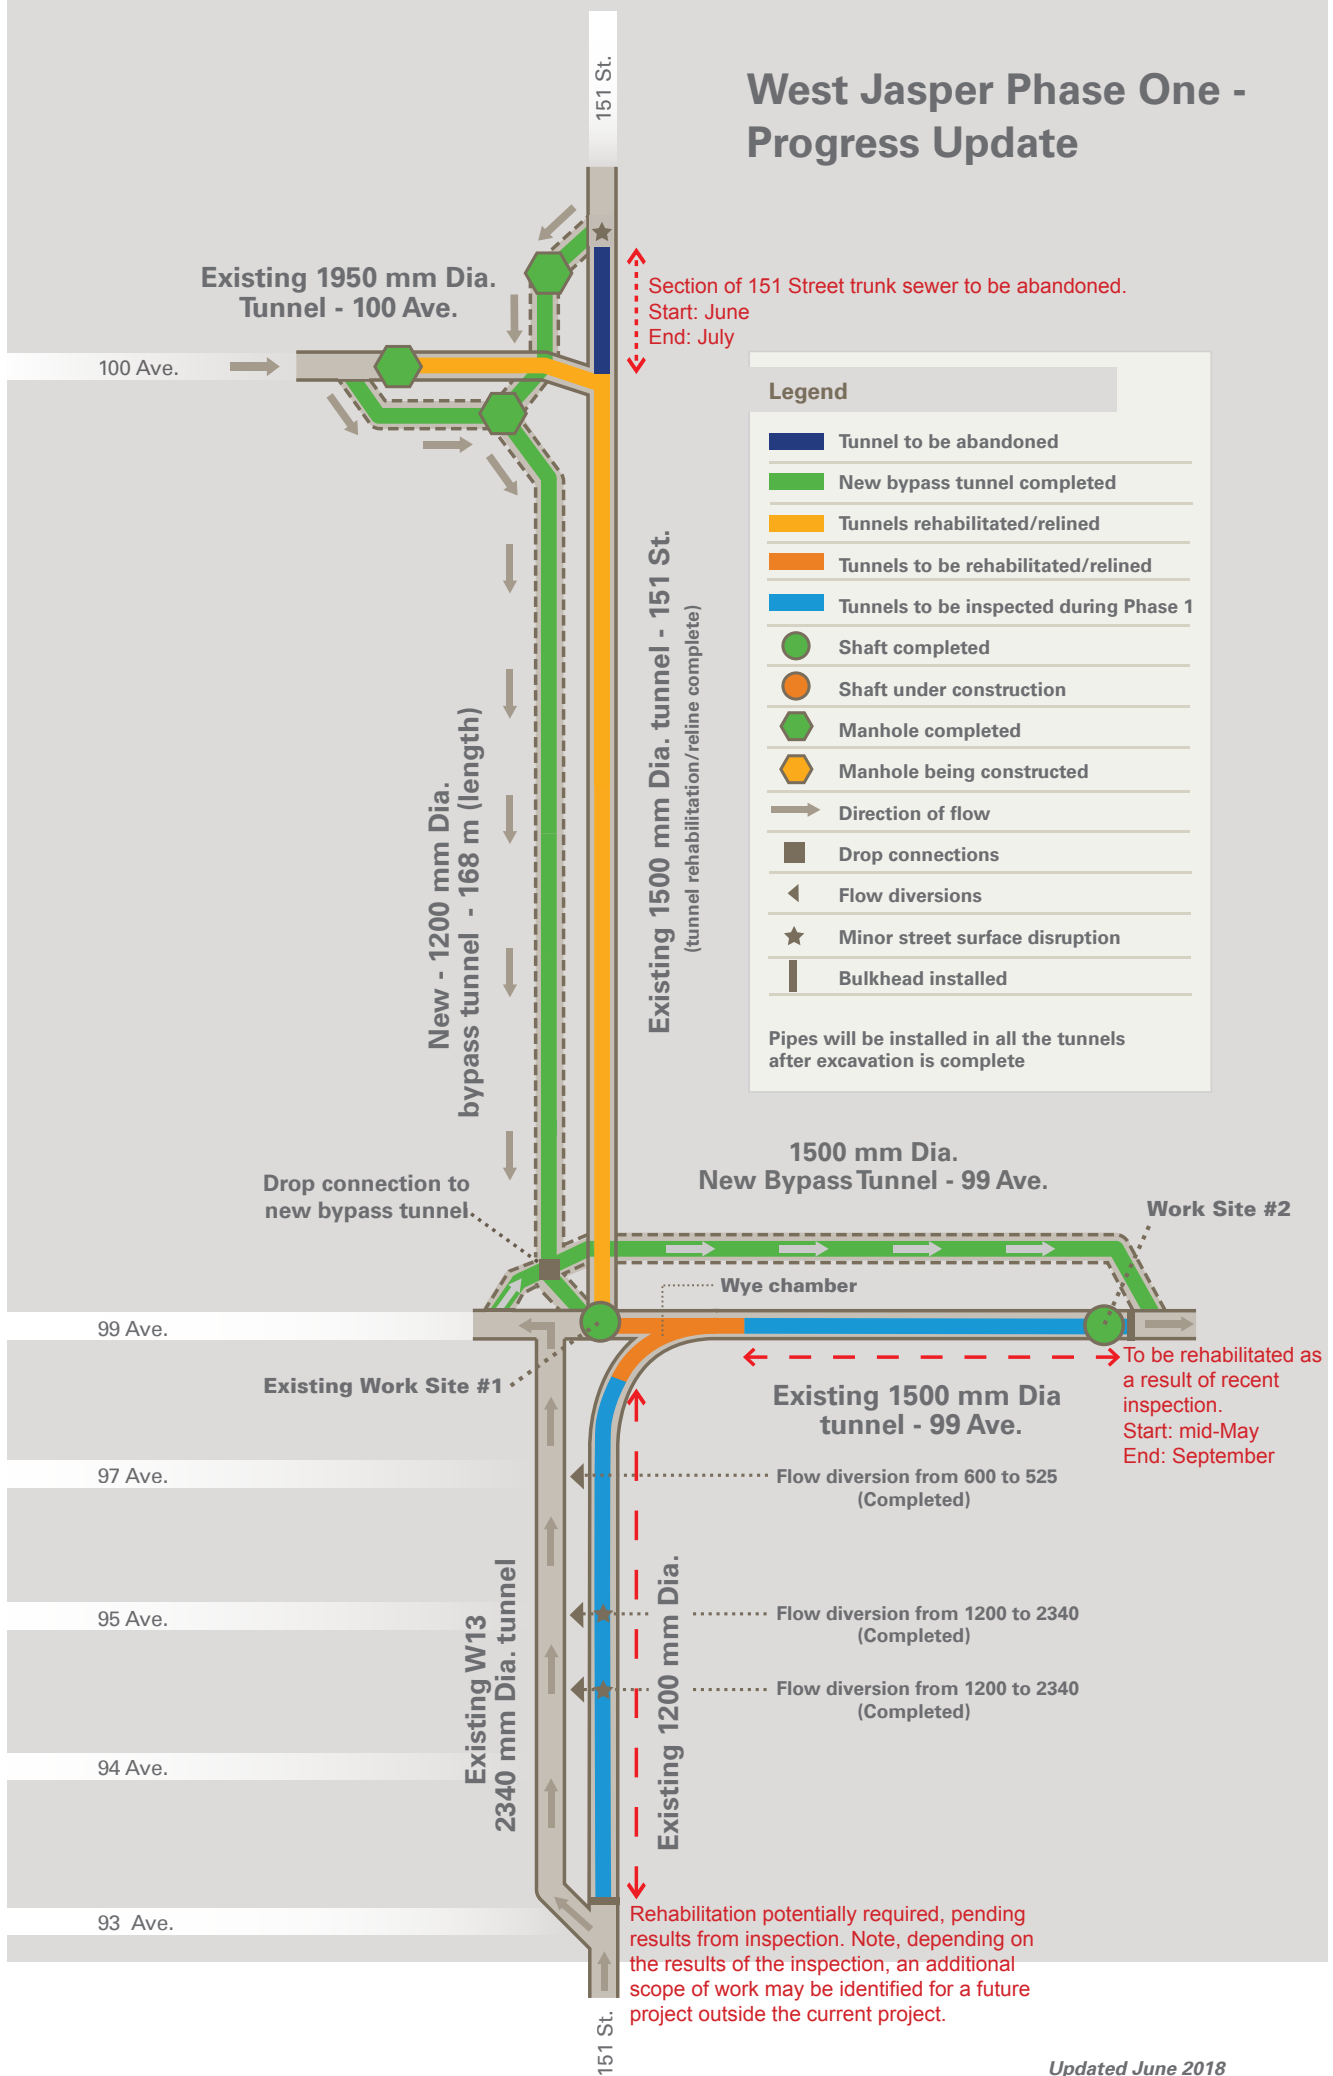 151 St.
West Jasper Phase One -
Progress Update
Existing 1950 mm Dia.
Tunnel - 100 Ave.
Section of 151 Street trunk sewer to be abandoned.
Start: June
End: July
100 Ave.
Legend
Tunnel to be abandoned
New bypass tunnel completed
Tunnels rehabilitated/relined
Tunnels to be rehabilitated/relined
Tunnels to be inspected during Phase 1
Shaft completed
Shaft under construction
Manhole completed
Manhole being constructed
Direction of flow
Drop connections
Flow diversions
Minor street surface disruption
Bulkhead installed
Pipes will be installed in all the tunnels
after excavation is complete
Existing 1500 mm Dia. tunnel - 151 St.
(tunnel rehabilitation/reline complete)
New - 1200 mm Dia.
bypass tunnel - 168 m (length)
1500 mm Dia.
New Bypass Tunnel - 99 Ave.
Drop connection to
new bypass tunnel
Work Site #2
Wye chamber
99 Ave.
Existing Work Site #1
To be rehabilitated as
a result of recent
inspection.
Start: mid-May
End: September
Existing 1500 mm Dia
tunnel - 99 Ave.
97 Ave.
Flow diversion from 600 to 525
(Completed)
95 Ave.
Flow diversion from 1200 to 2340
(Completed)
Existing W13
2340 mm Dia. tunnel
Existing 1200 mm Dia.
Flow diversion from 1200 to 2340
(Completed)
94 Ave.
93 Ave.
Rehabilitation potentially required, pending
results from inspection. Note, depending on
the results of the inspection, an additional
scope of work may be identified for a future
project outside the current project.
151 St.
Updated June 2018